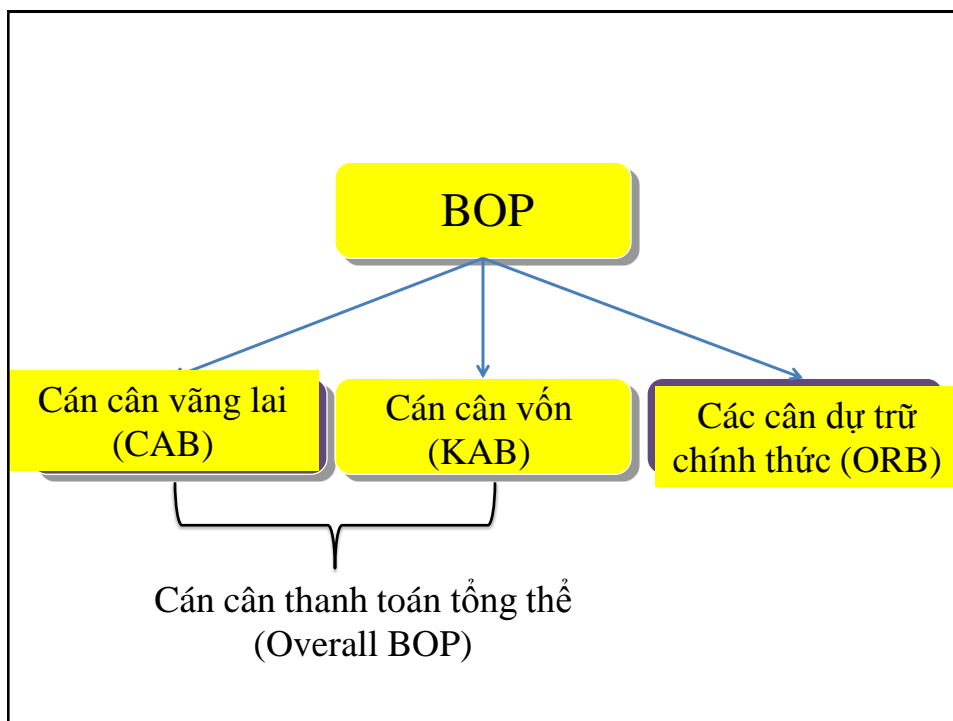 BOP
Cán cân vãng lai
(CAB)
Cán cân vốn
(KAB)
Các cân dự trữ
chính thức (ORB)
Cán cân thanh toán tổng thể
(Overall BOP)